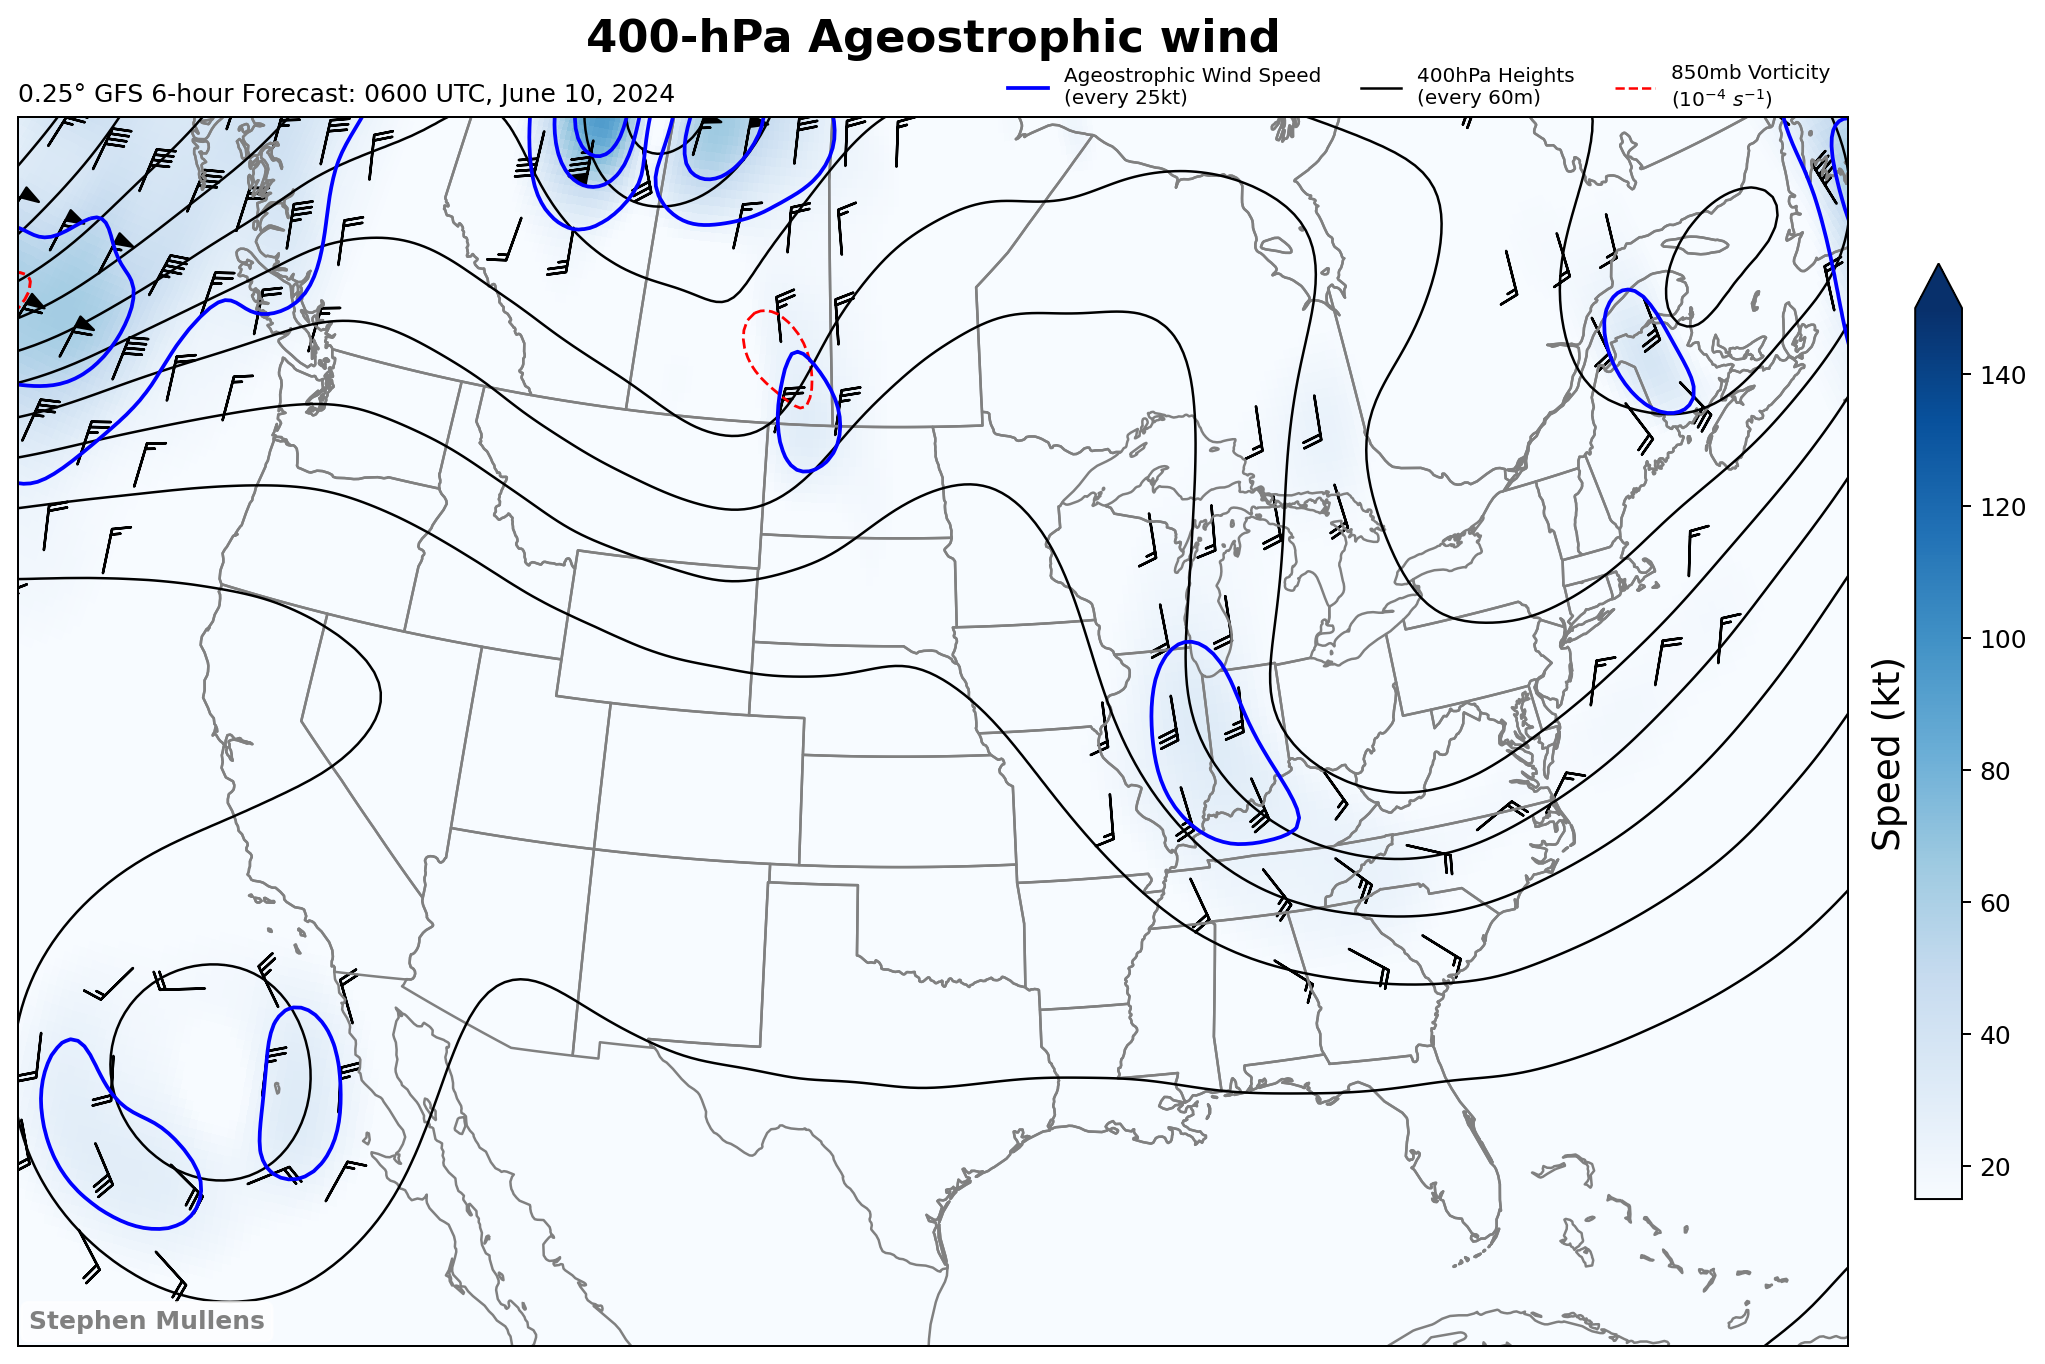 400-hPa Ageostrophic wind
0.25° GFS 6-hour Forecast: 0600 UTC, June 10, 2024
Ageostrophic Wind Speed
(every 25kt)
400hPa Heights
(every 60m)
850mb Vorticity
(10⁻⁴ s⁻¹)
140
120
100
80
60
40
20
Speed (kt)
Stephen Mullens